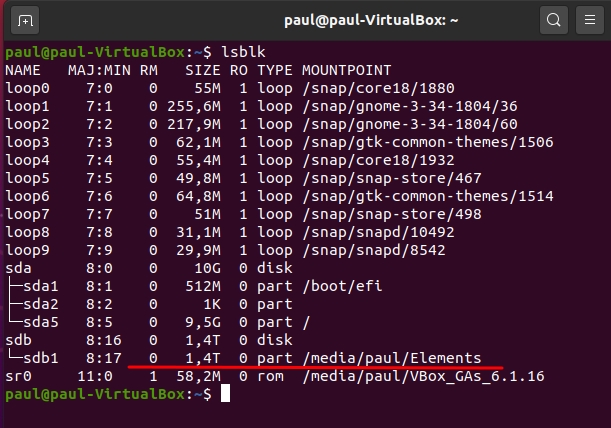 paul@paul-VirtualBox: ~
paul@paul-VirtualBox:~$ lsblk
NAME   MAJ:MIN RM   SIZE RO TYPE MOUNTPOINT
loop0    7:0    0    55M  1 loop /snap/core18/1880
loop1    7:1    0 255,6M  1 loop /snap/gnome-3-34-1804/36
loop2    7:2    0 217,9M  1 loop /snap/gnome-3-34-1804/60
loop3    7:3    0  62,1M  1 loop /snap/gtk-common-themes/1506
loop4    7:4    0  55,4M  1 loop /snap/core18/1932
loop5    7:5    0  49,8M  1 loop /snap/snap-store/467
loop6    7:6    0  64,8M  1 loop /snap/gtk-common-themes/1514
loop7    7:7    0    51M  1 loop /snap/snap-store/498
loop8    7:8    0  31,1M  1 loop /snap/snapd/10492
loop9    7:9    0  29,9M  1 loop /snap/snapd/8542
sda      8:0    0    10G  0 disk
├─sda1   8:1    0   512M  0 part /boot/efi
├─sda2   8:2    0     1K  0 part
└─sda5   8:5    0   9,5G  0 part /
sdb      8:16   0   1,4T  0 disk
└─sdb1   8:17   0   1,4T  0 part /media/paul/Elements
sr0     11:0    1  58,2M  0 rom  /media/paul/VBox_GAs_6.1.16
paul@paul-VirtualBox:~$